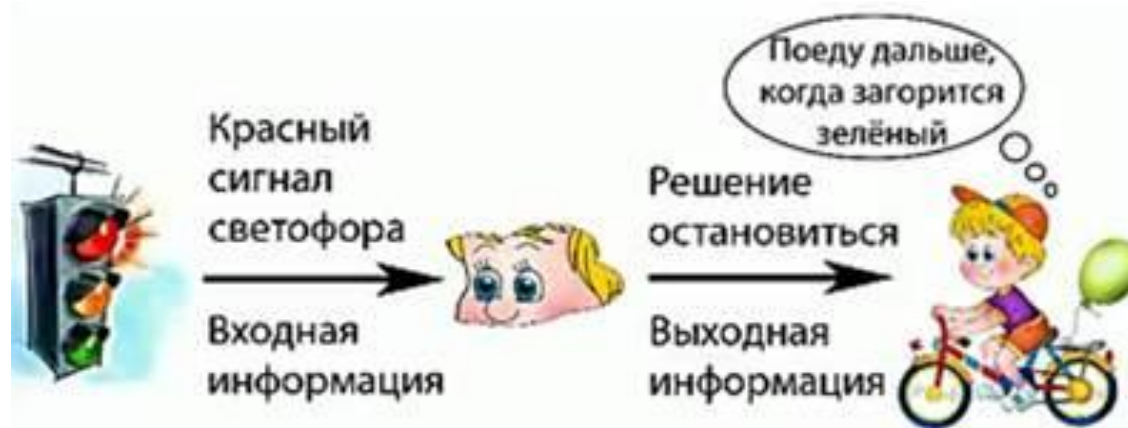 Красный
сигнал
светофора
Входная
информация
Решение
остановиться
Выходная
информация
Поеду дальше,
когда загорится
зелёный